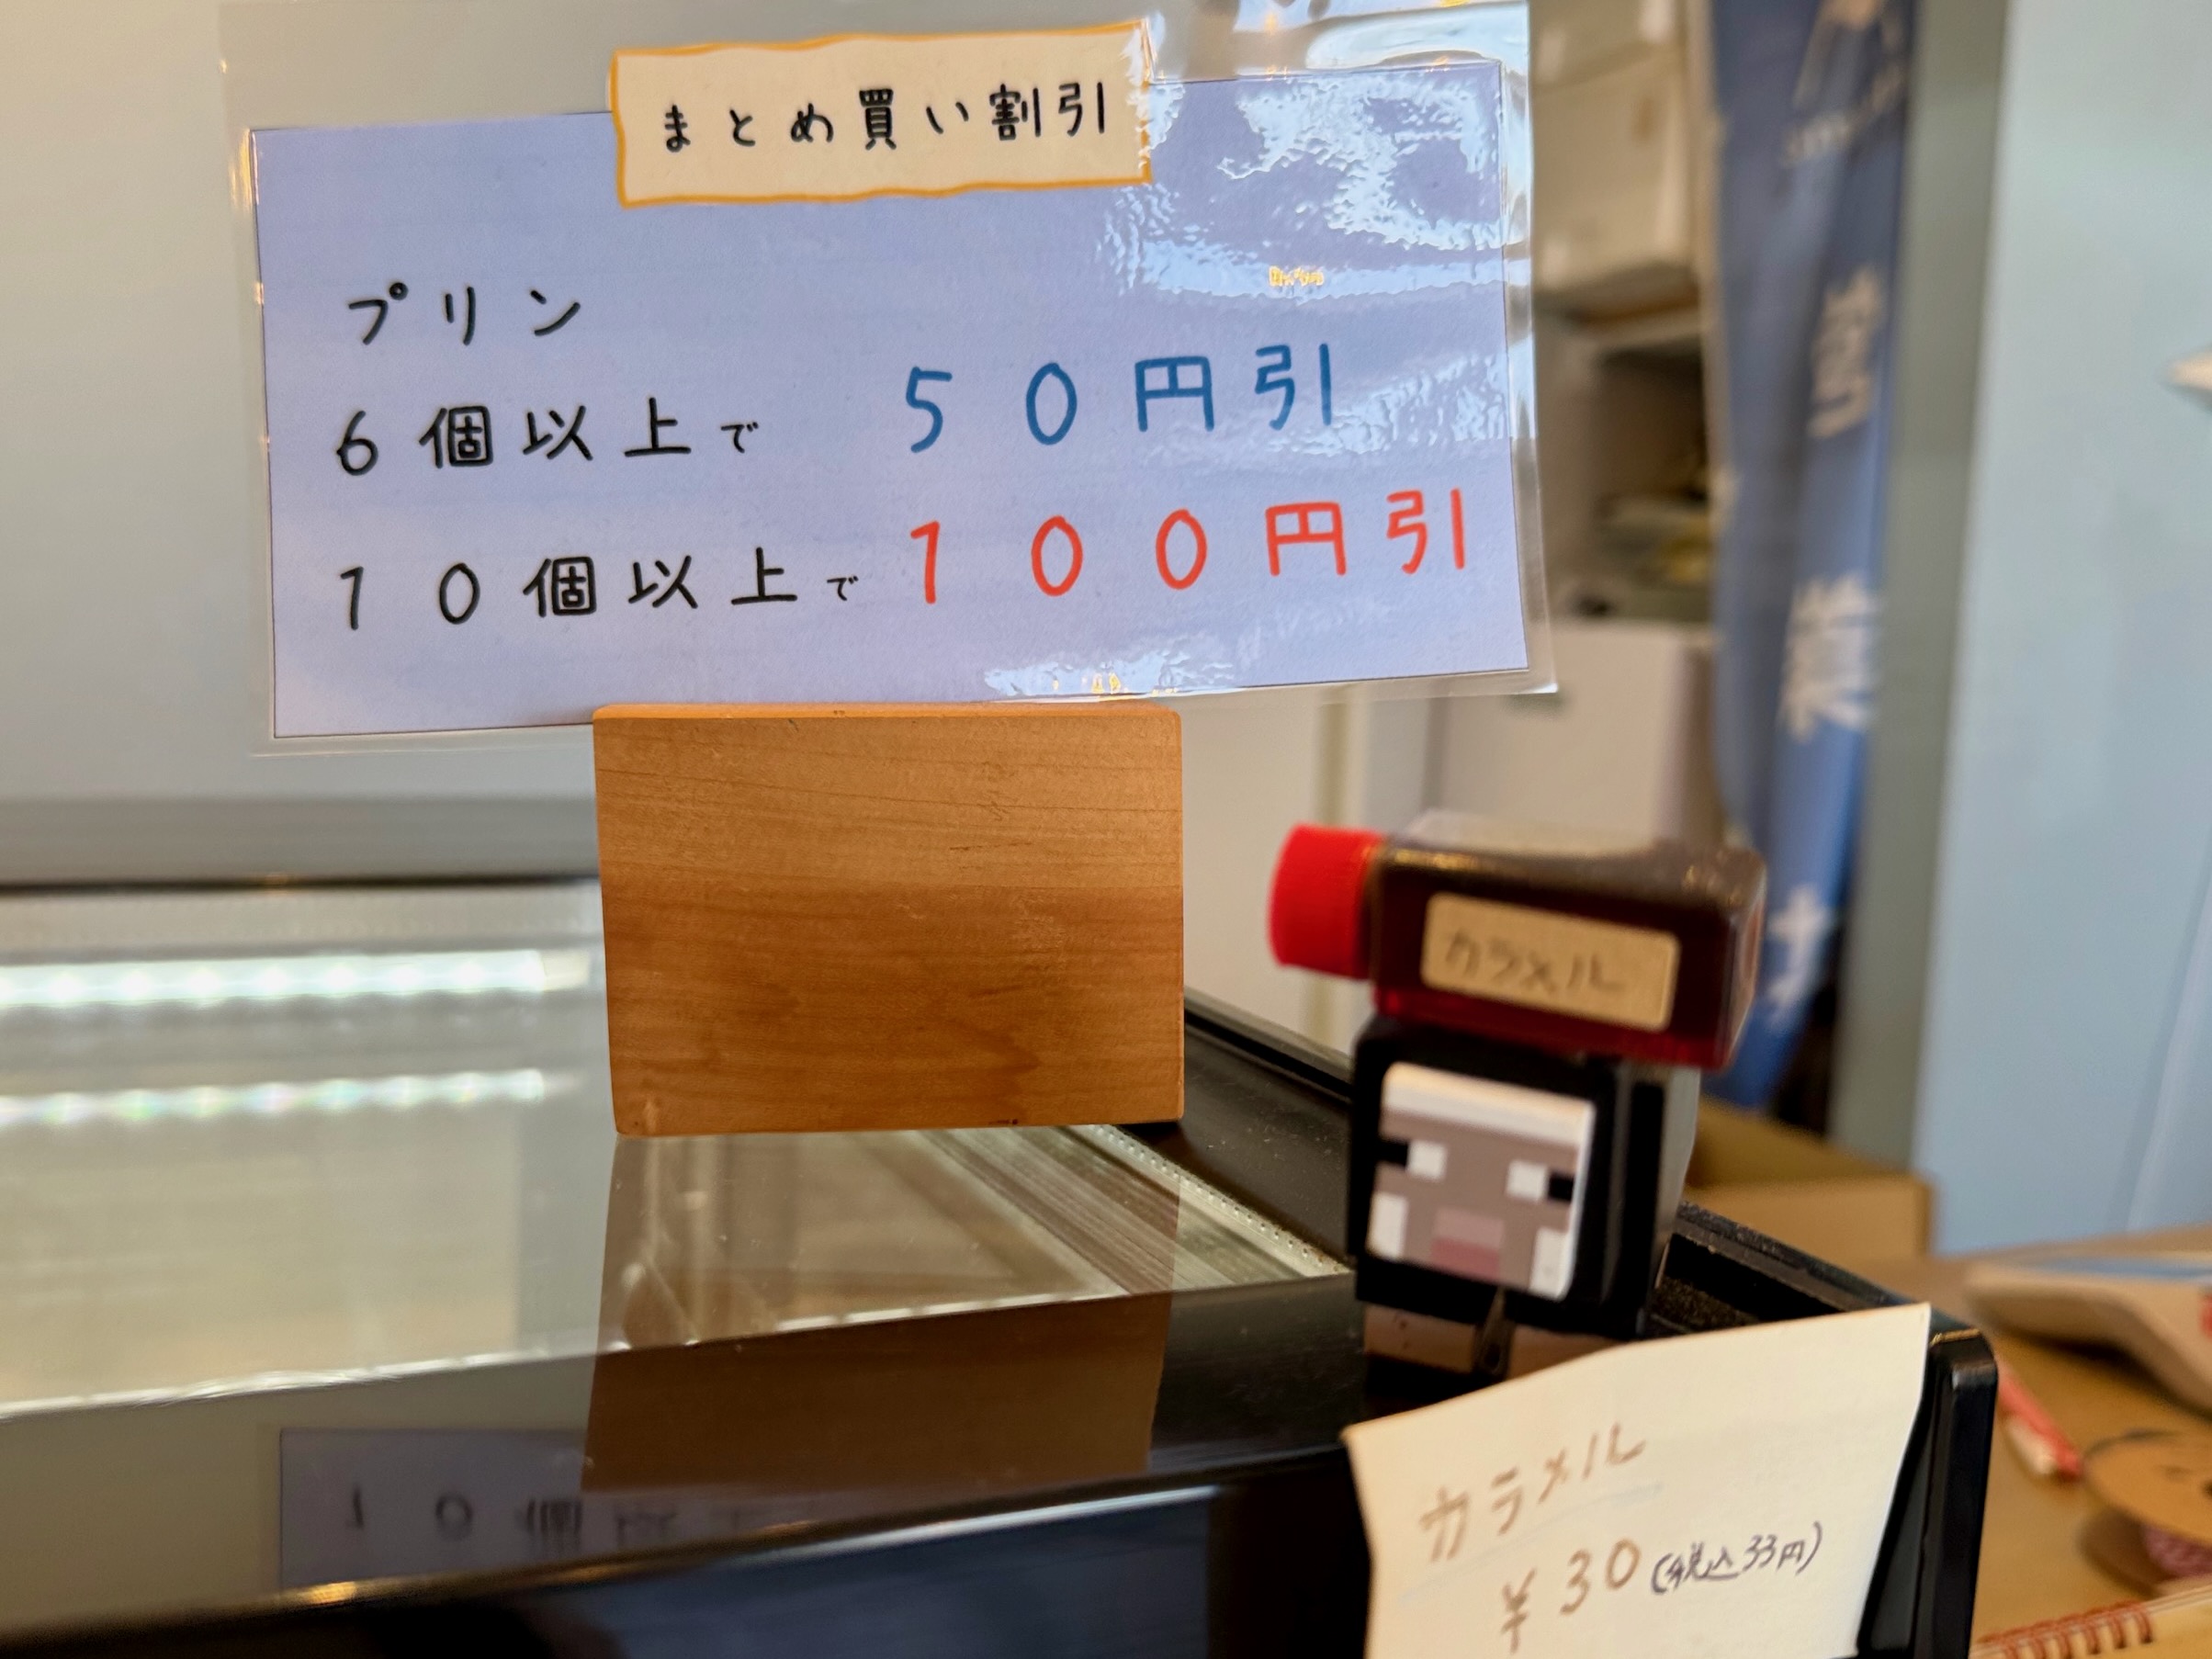 まとめ買い割引
プリン
6個以上で 50円引
10個以上で 100円引
カラメル
カラメル
¥30(税込33円)